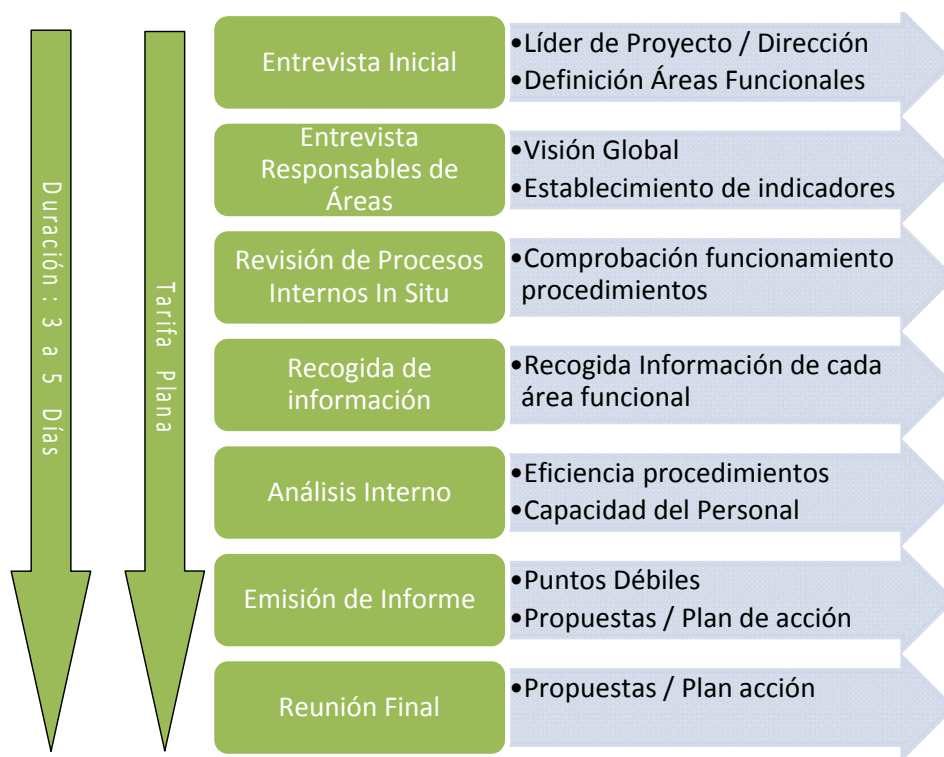 Duración: 3 a 5 Días
Tarifa Plana
Entrevista Inicial
•Líder de Proyecto / Dirección
•Definición Áreas Funcionales
Entrevista
Responsables de
Áreas
•Visión Global
•Establecimiento de indicadores
Revisión de Procesos
Internos In Situ
•Comprobación funcionamiento
procedimientos
Recogida de
información
•Recogida Información de cada
área funcional
Análisis Interno
•Eficiencia procedimientos
•Capacidad del Personal
Emisión de Informe
•Puntos Débiles
•Propuestas / Plan de acción
Reunión Final
•Propuestas / Plan acción